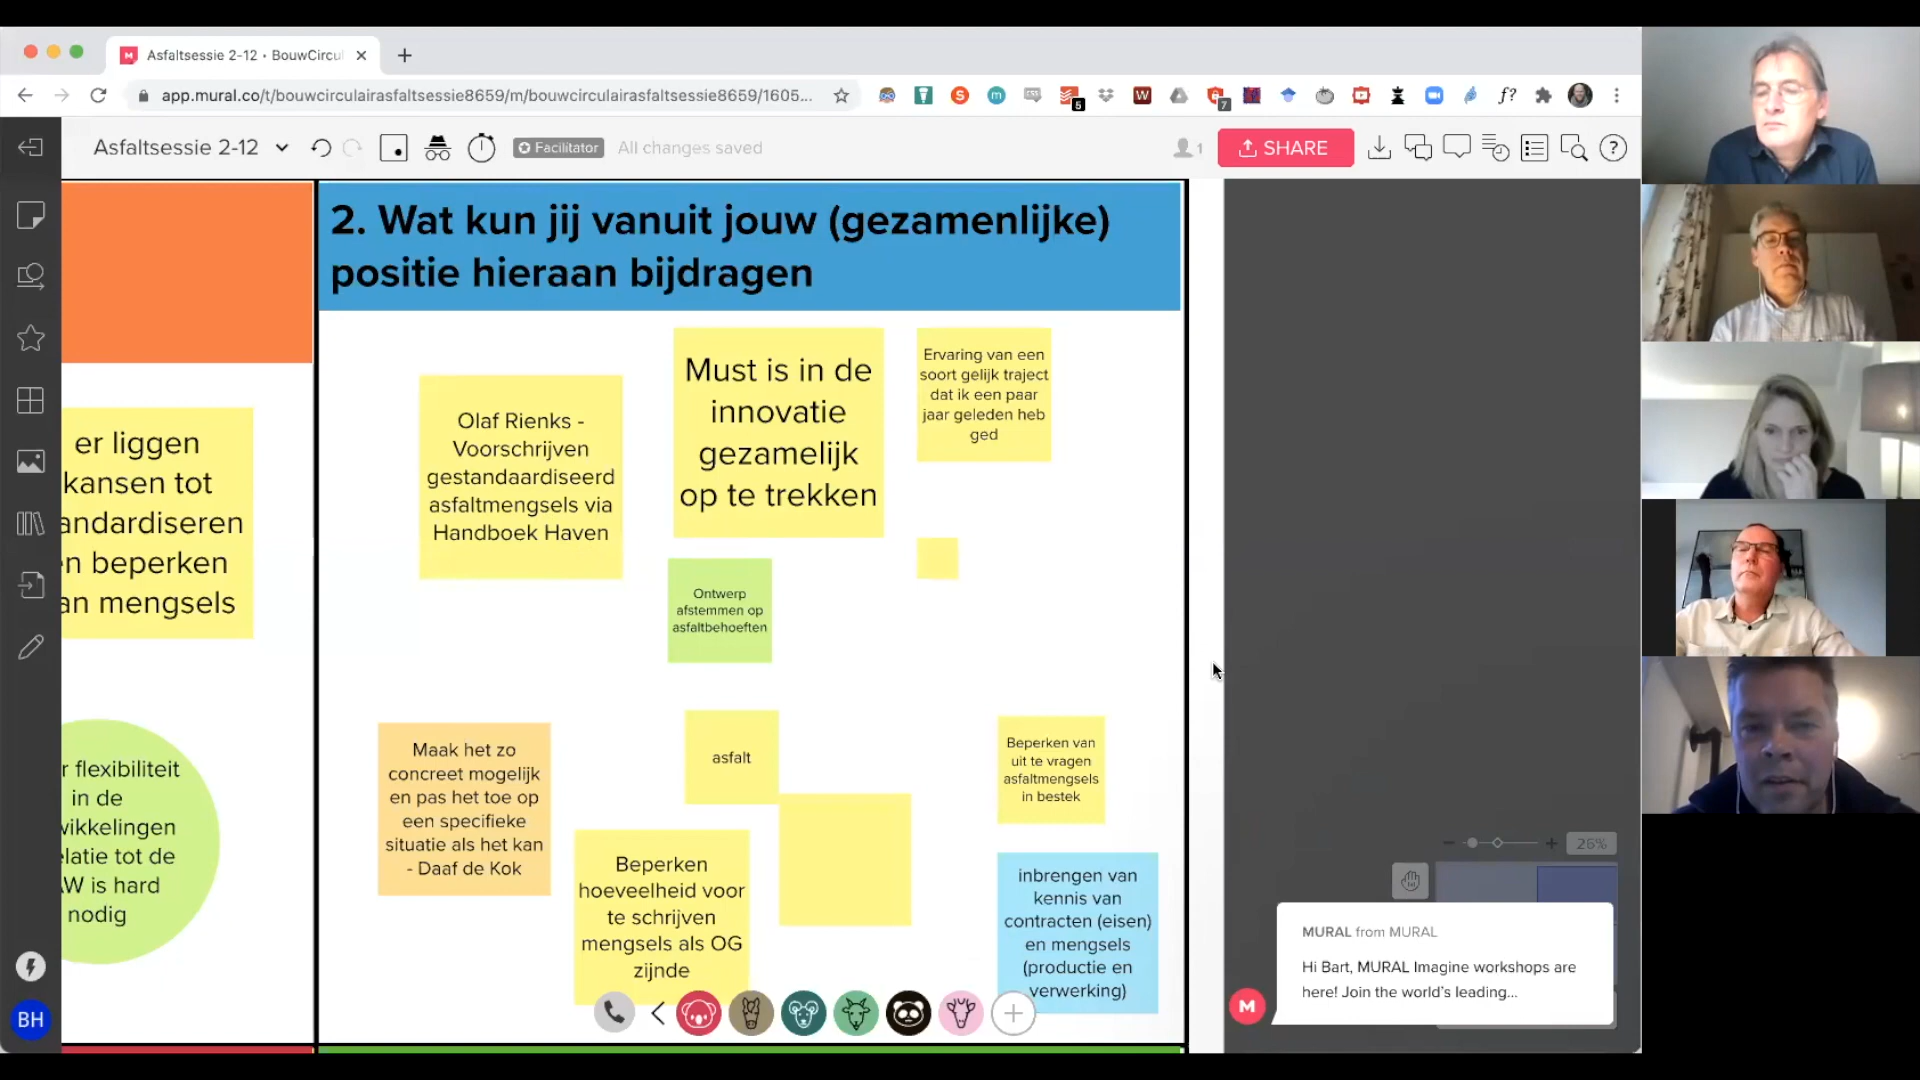 Asfaltsessie 2-12 • BouwCircul
app.mural.co/t/bouwcirculairasfaltsessie8659/m/bouwcirculairasfaltsessie8659/1605...
5
7
f?
Asfaltsessie 2-12
Facilitator
All changes saved
1
SHARE
2. Wat kun jij vanuit jouw (gezamenlijke)
positie hieraan bijdragen
er liggen
kansen tot
andardiseren
n beperken
an mengsels
Olaf Rienks -
Voorschrijven
gestandaardiseerd
asfaltmengsels via
Handboek Haven
Must is in de
innovatie
gezamelijk
op te trekken
Ervaring van een
soort gelijk traject
dat ik een paar
jaar geleden heb
ged
Ontwerp
afstemmen op
asfaltbehoeften
r flexibiliteit
in de
wikkelingen
elatie tot de
W is hard
nodig
Maak het zo
concreet mogelijk
en pas het toe op
een specifieke
situatie als het kan
- Daaf de Kok
asfalt
Beperken
hoeveelheid voor
te schrijven
mengsels als OG
zijnde
Beperken van
uit te vragen
asfaltmengsels
in bestek
inbrengen van
kennis van
contracten (eisen)
en mengsels
(productie en
verwerking)
26%
MURAL from MURAL
Hi Bart, MURAL Imagine workshops are
here! Join the world's leading...
M
BH